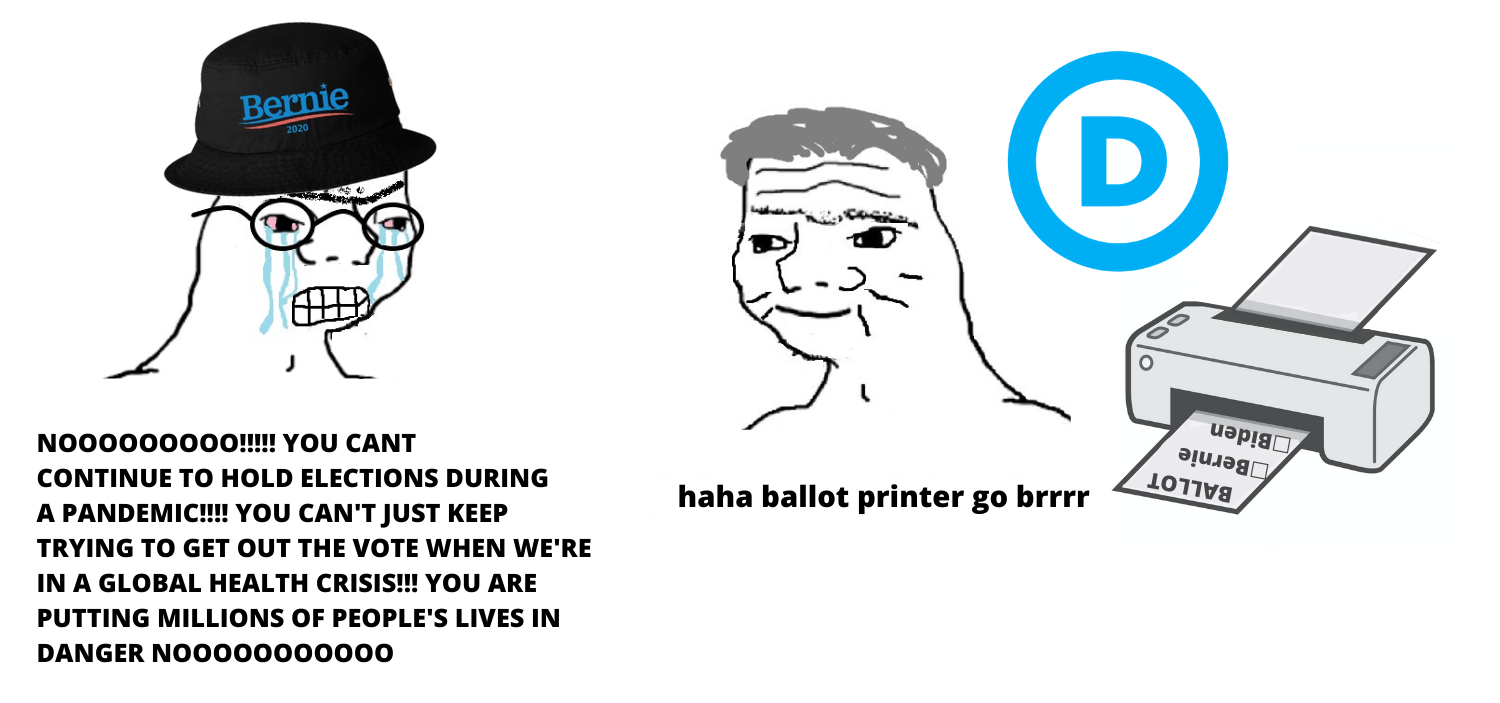 Bernie
2020
D
NOOOOOOOOO!!!!! YOU CANT
CONTINUE TO HOLD ELECTIONS DURING
A PANDEMIC!!!! YOU CAN'T JUST KEEP
TRYING TO GET OUT THE VOTE WHEN WE'RE
IN A GLOBAL HEALTH CRISIS!!! YOU ARE
PUTTING MILLIONS OF PEOPLE'S LIVES IN
DANGER NOOOOOOOOOOO
haha ballot printer go brrrr
BALLOT
Bernie
Biden